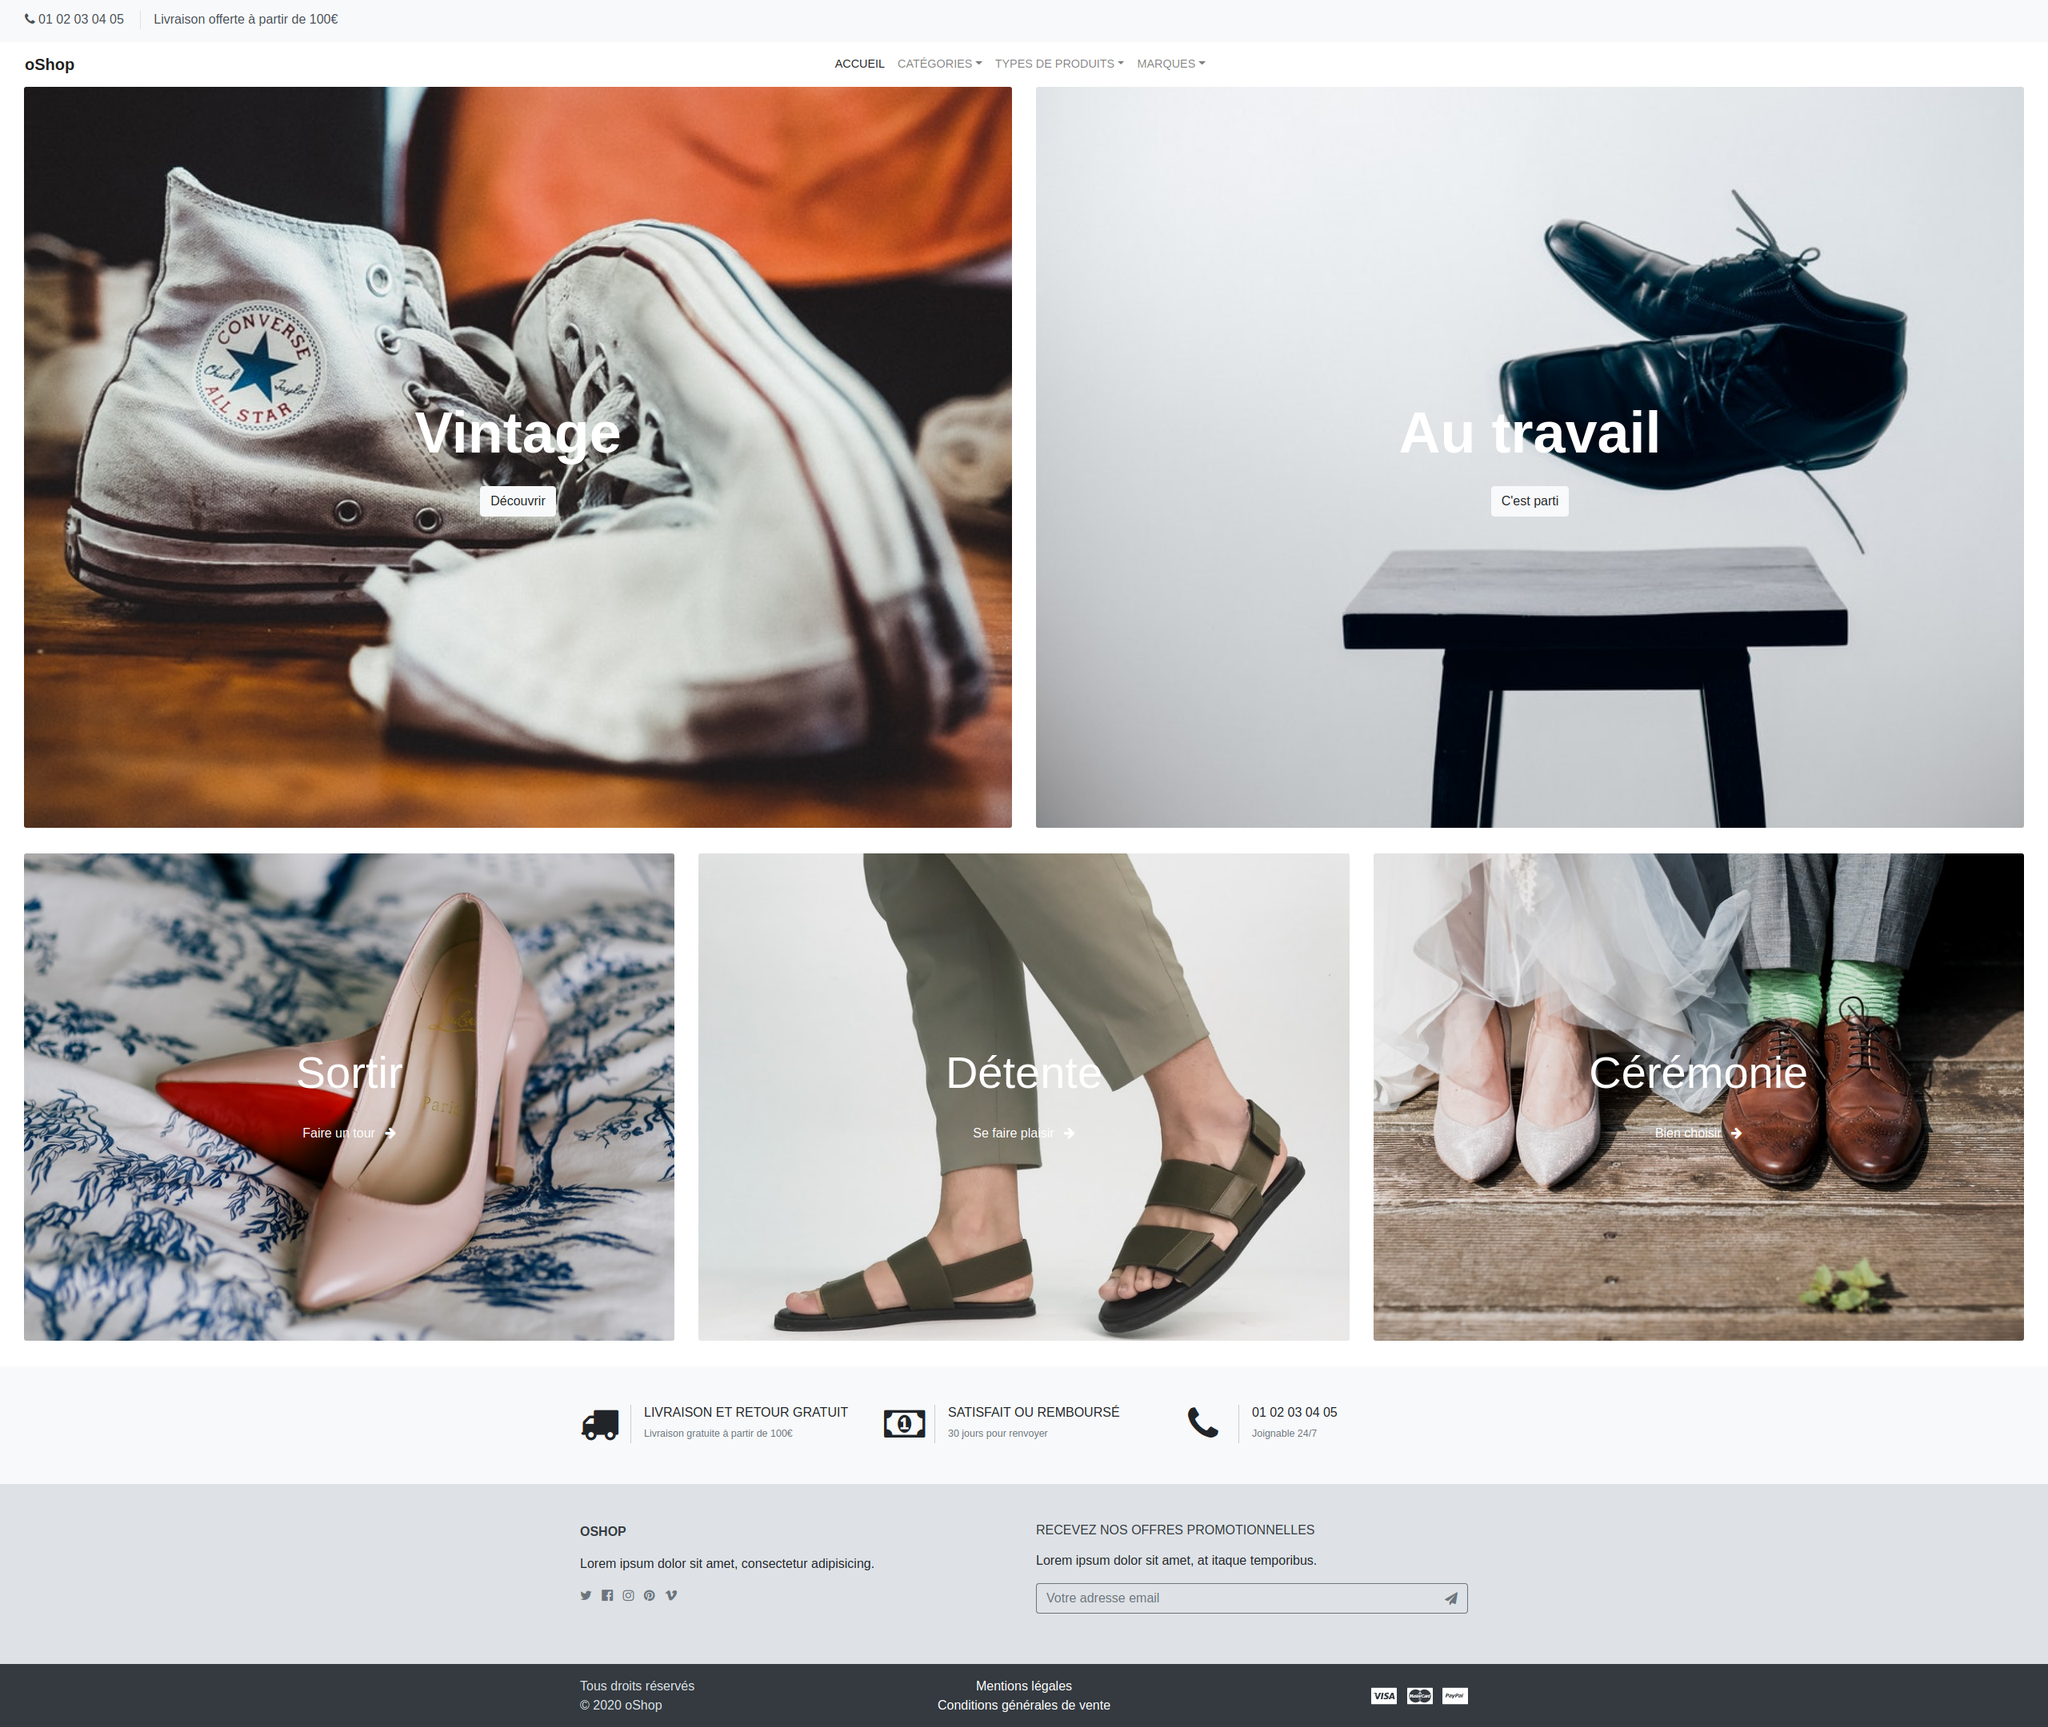 01 02 03 04 05 Livraison offerte à partir de 100€
oShop
ACCUEIL CATÉGORIES TYPES DE PRODUITS MARQUES
CONVERSE
Chuck Taylor
ALL STAR
Vintage
Découvrir
Au travail
C'est parti
Paris
Sortir
Faire un tour
Détente
Se faire plaisir
Cérémonie
Bien choisir
LIVRAISON ET RETOUR GRATUIT
Livraison gratuite à partir de 100€
1
SATISFAIT OU REMBOURSÉ
30 jours pour renvoyer
01 02 03 04 05
Joignable 24/7
OSHOP
Lorem ipsum dolor sit amet, consectetur adipisicing.
RECEVEZ NOS OFFRES PROMOTIONNELLES
Lorem ipsum dolor sit amet, at itaque temporibus.
Votre adresse email
Tous droits réservés
© 2020 oShop
Mentions légales
Conditions générales de vente
VISA MasterCard PayPal